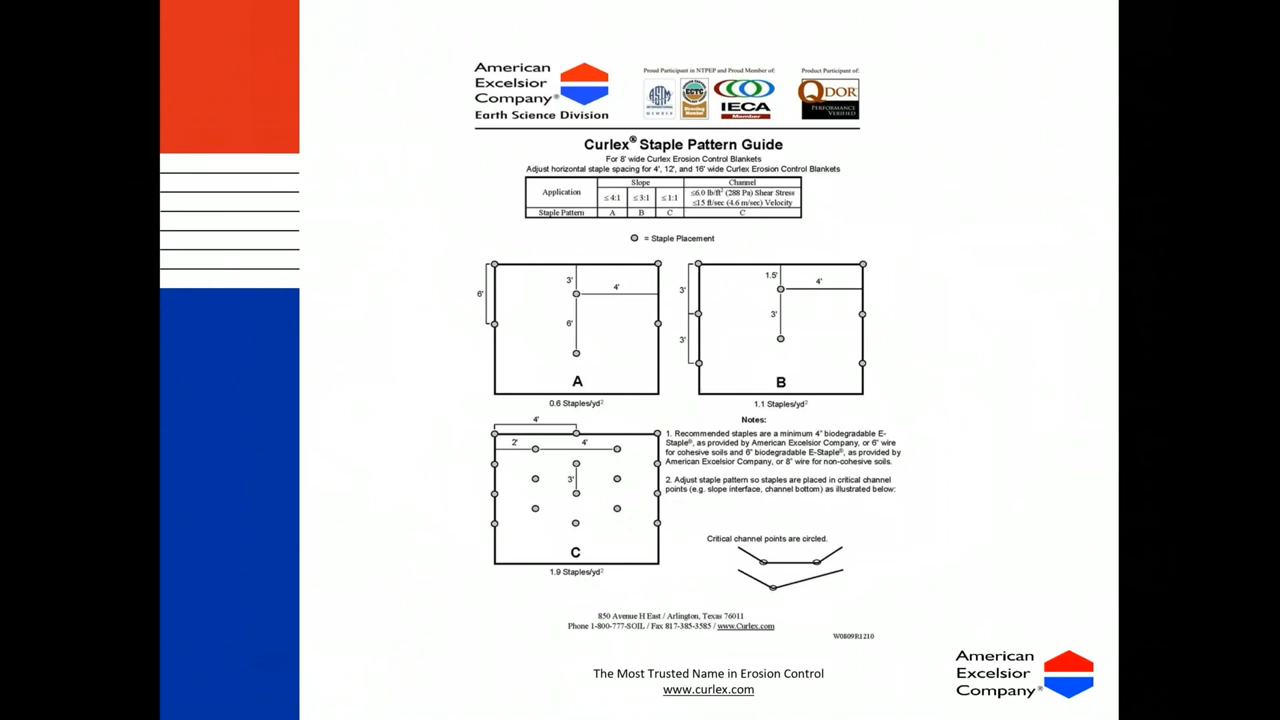 American
Excelsior
Company®
Earth Science Division
Proud Participant in NTPEP and Proud Member of:
ASTM
INTERNATIONAL
MEMBER
EETC
IECA
Member
Product Participant of:
QDOR
PERFORMANCE
VERIFIED
Curlex® Staple Pattern Guide
For 8' wide Curlex Erosion Control Blankets
Adjust horizontal staple spacing for 4', 12', and 16' wide Curlex Erosion Control Blankets
Application
Slope
Channel
≤ 4:1
≤ 3:1
≤ 1:1
≤6.0 lb/ft² (288 Pa) Shear Stress
≤15 ft/sec (4.6 m/sec) Velocity
Staple Pattern
A
B
C
C
= Staple Placement
6'
3'
4'
6'
A
0.6 Staples/yd²
3'
3'
1.5'
4'
3'
B
1.1 Staples/yd²
4'
2'
4'
3'
C
1.9 Staples/yd²
Notes:
1. Recommended staples are a minimum 4" biodegradable E-
Staple®, as provided by American Excelsior Company, or 6" wire
for cohesive soils and 6" biodegradable E-Staple®, as provided by
American Excelsior Company, or 8" wire for non-cohesive soils.
2. Adjust staple pattern so staples are placed in critical channel
points (e.g. slope interface, channel bottom) as illustrated below:
Critical channel points are circled.
850 Avenue H East / Arlington, Texas 76011
Phone 1-800-777-SOIL / Fax 817-385-3585 / www.Curlex.com
W0809R1210
The Most Trusted Name in Erosion Control
www.curlex.com
American
Excelsior
Company®